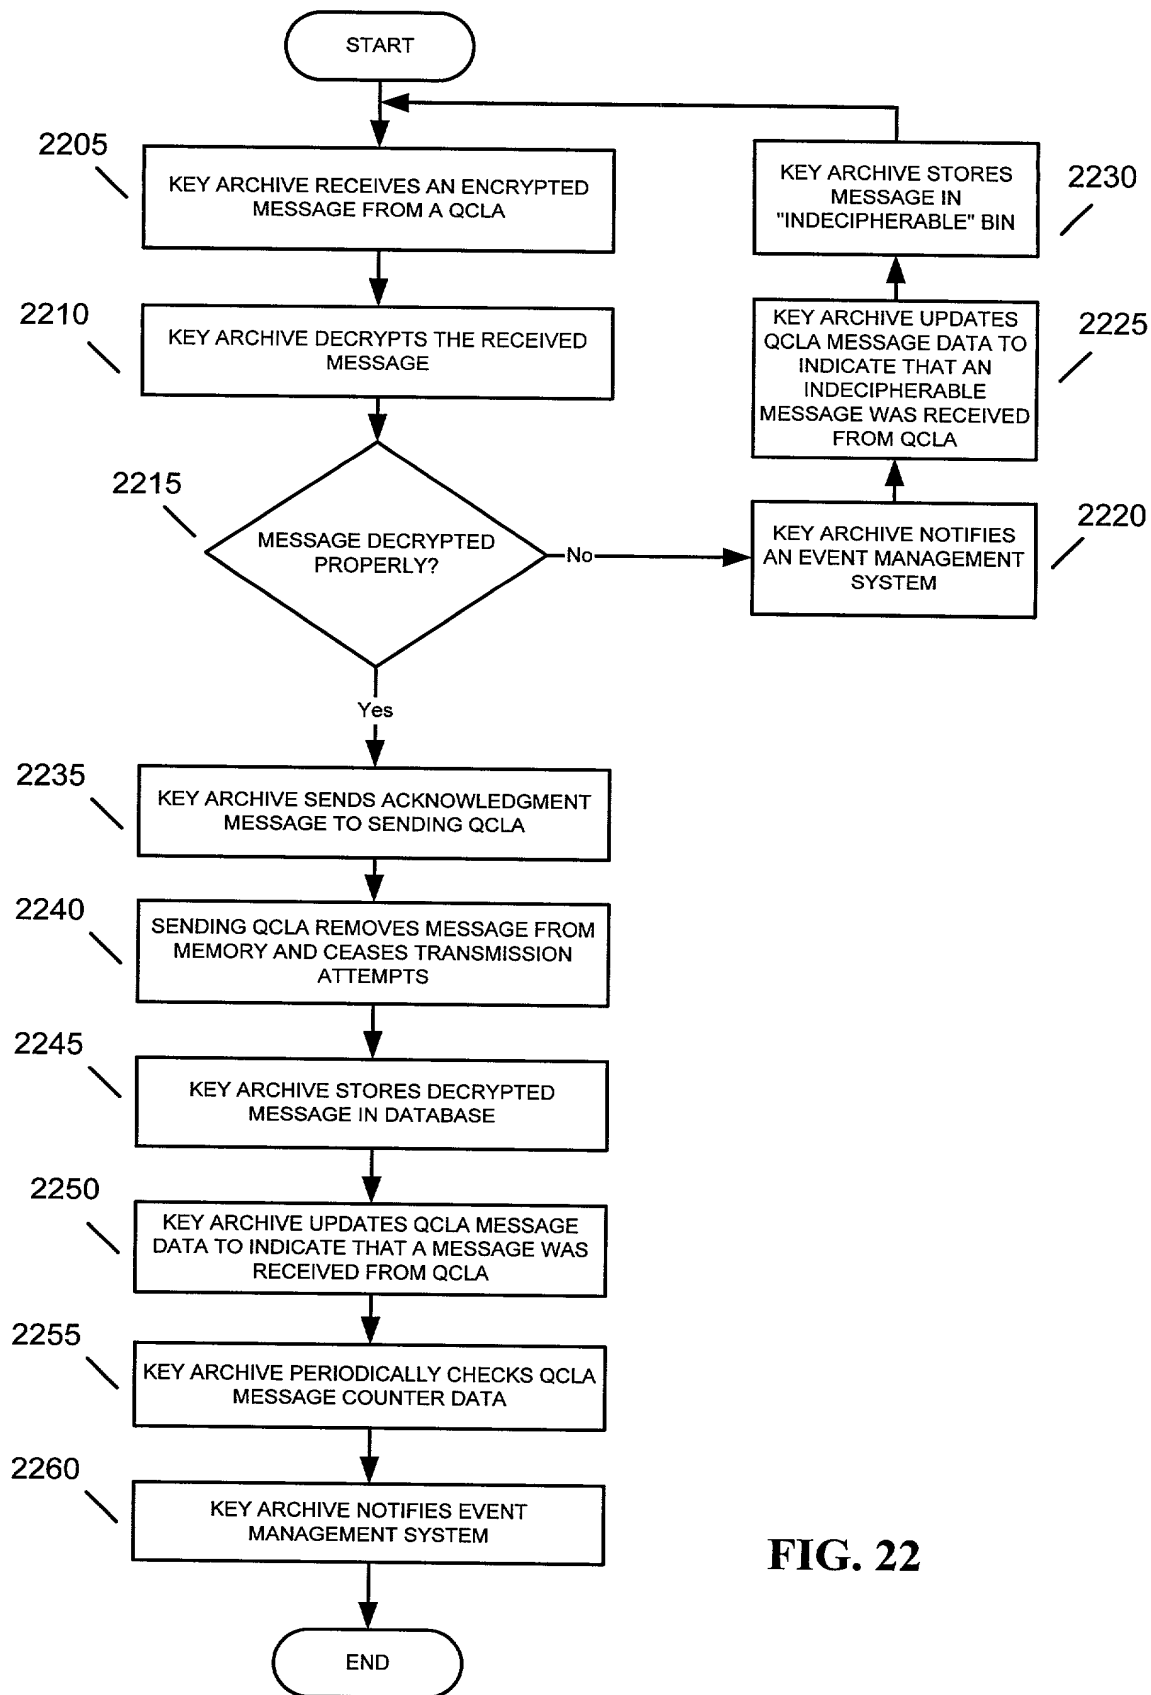 START
2205
KEY ARCHIVE RECEIVES AN ENCRYPTED
MESSAGE FROM A QCLA
2210
KEY ARCHIVE DECRYPTS THE RECEIVED
MESSAGE
2215
MESSAGE DECRYPTED
PROPERLY?
No
2220
KEY ARCHIVE NOTIFIES
AN EVENT MANAGEMENT
SYSTEM
2225
KEY ARCHIVE UPDATES
QCLA MESSAGE DATA TO
INDICATE THAT AN
INDECIPHERABLE
MESSAGE WAS RECEIVED
FROM QCLA
2230
KEY ARCHIVE STORES
MESSAGE IN
"INDECIPHERABLE" BIN
Yes
2235
KEY ARCHIVE SENDS ACKNOWLEDGMENT
MESSAGE TO SENDING QCLA
2240
SENDING QCLA REMOVES MESSAGE FROM
MEMORY AND CEASES TRANSMISSION
ATTEMPTS
2245
KEY ARCHIVE STORES DECRYPTED
MESSAGE IN DATABASE
2250
KEY ARCHIVE UPDATES QCLA MESSAGE
DATA TO INDICATE THAT A MESSAGE WAS
RECEIVED FROM QCLA
2255
KEY ARCHIVE PERIODICALLY CHECKS QCLA
MESSAGE COUNTER DATA
2260
KEY ARCHIVE NOTIFIES EVENT
MANAGEMENT SYSTEM
END
FIG. 22